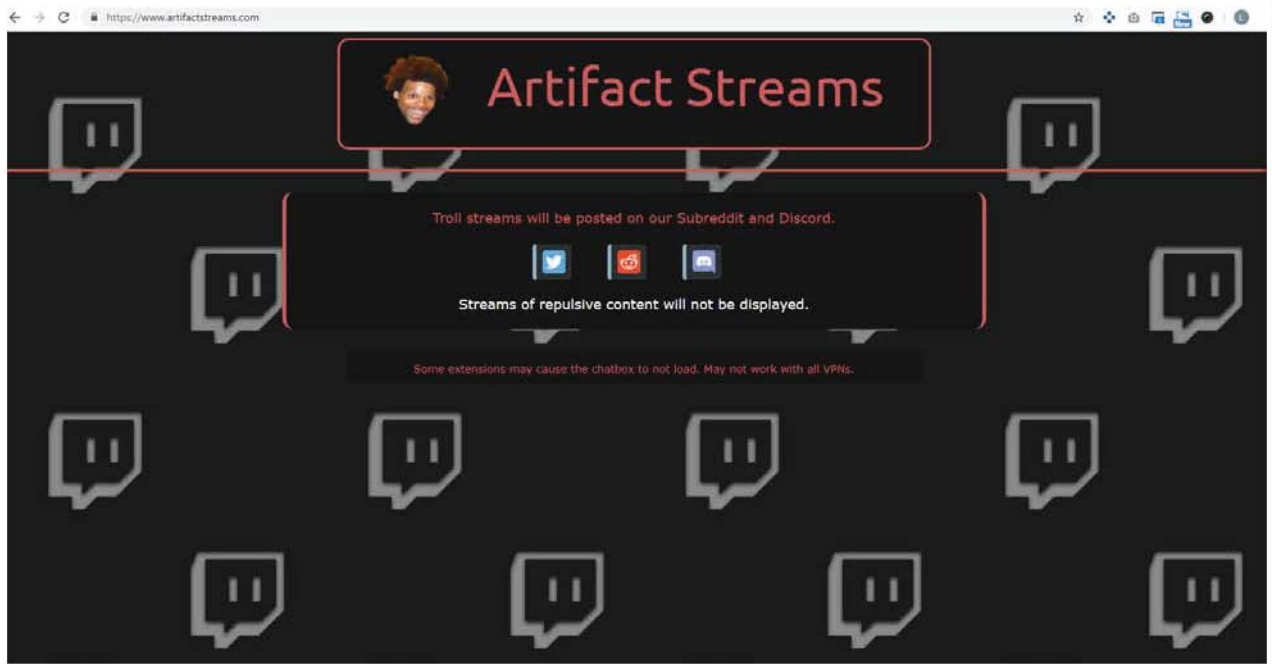 https://www.artifactstreams.com
New
L
Artifact Streams
Troll streams will be posted on our Subreddit and Discord.
Streams of repulsive content will not be displayed.
Some extensions may cause the chatbox to not load. May not work with all VPNs.